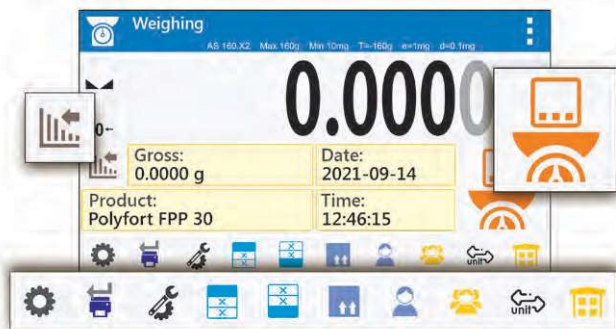 Weighing
AS 160.X2 Max 160g Min 10mg T=-160g e=1mg d=0.1mg
0.0000
0
Gross:
0.0000 g
Date:
2021-09-14
Product:
Polyfort FPP 30
Time:
12:46:15
unit
unit